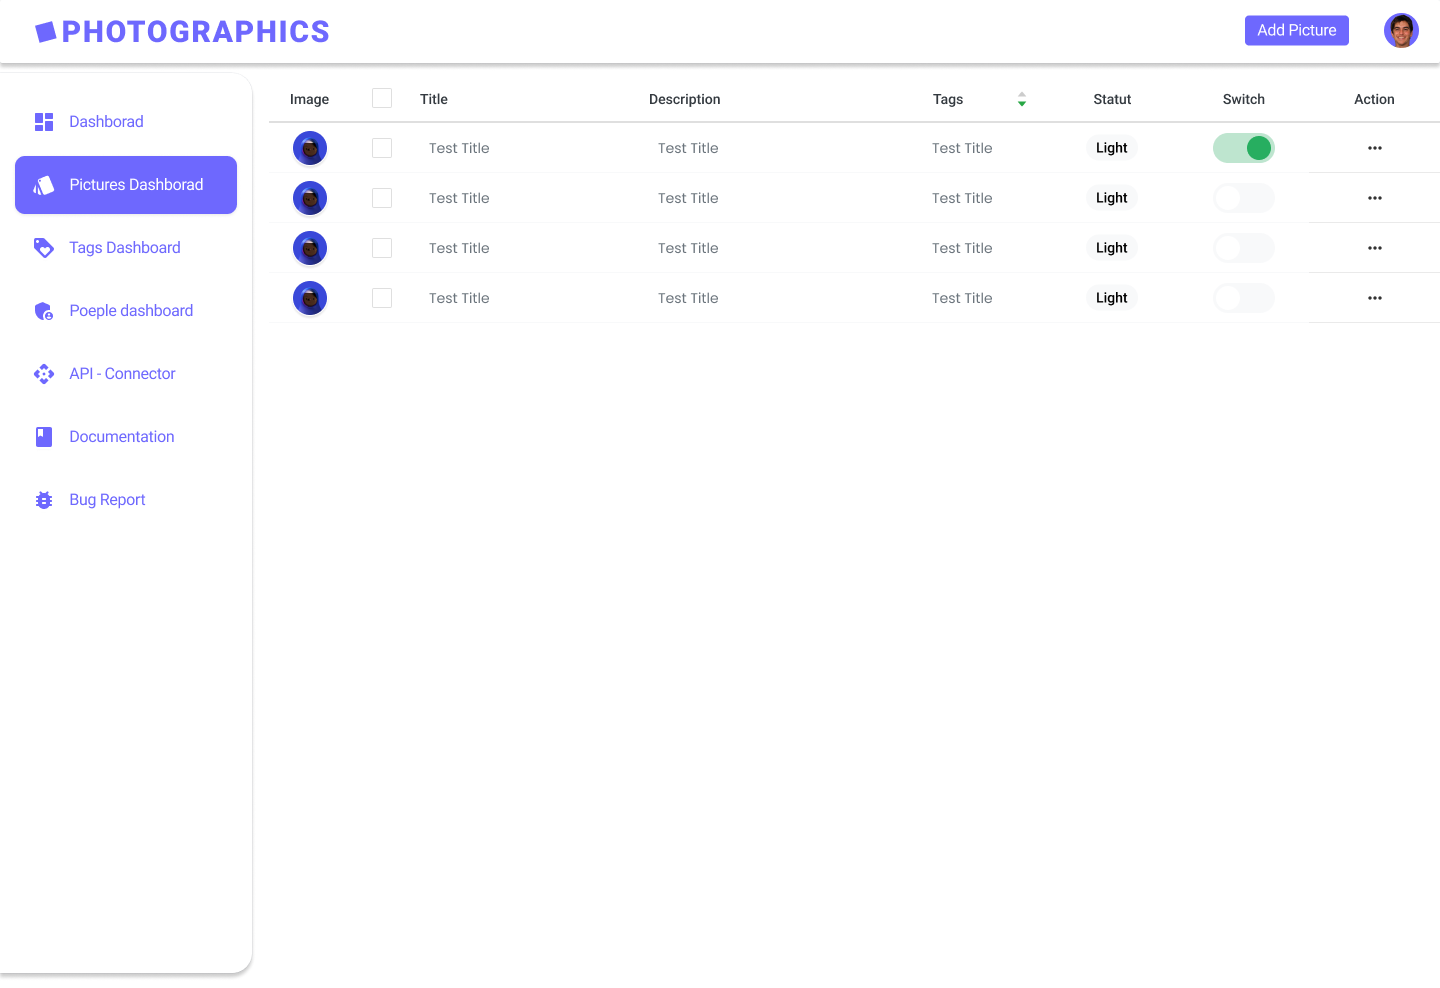 PHOTOGRAPHICS
Add Picture
Dashborad
Pictures Dashborad
Tags Dashboard
Poeple dashboard
API - Connector
Documentation
Bug Report
Image Title Description Tags Statut Switch Action
Test Title Test Title Test Title Light
Test Title Test Title Test Title Light
Test Title Test Title Test Title Light
Test Title Test Title Test Title Light